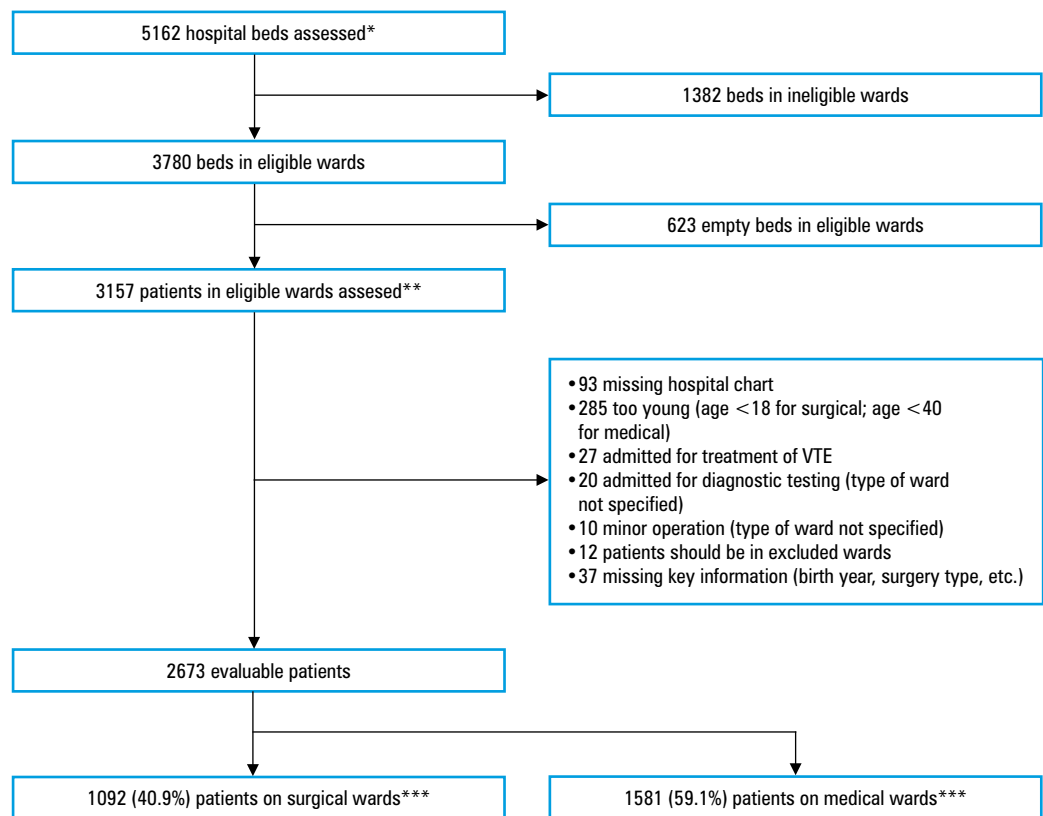 5162 hospital beds assessed*
1382 beds in ineligible wards
3780 beds in eligible wards
623 empty beds in eligible wards
3157 patients in eligible wards assesed**
•93 missing hospital chart
•285 too young (age <18 for surgical; age <40
for medical)
•27 admitted for treatment of VTE
•20 admitted for diagnostic testing (type of ward
not specified)
•10 minor operation (type of ward not specified)
•12 patients should be in excluded wards
•37 missing key information (birth year, surgery type, etc.)
2673 evaluable patients
1092 (40.9%) patients on surgical wards***
1581 (59.1%) patients on medical wards***